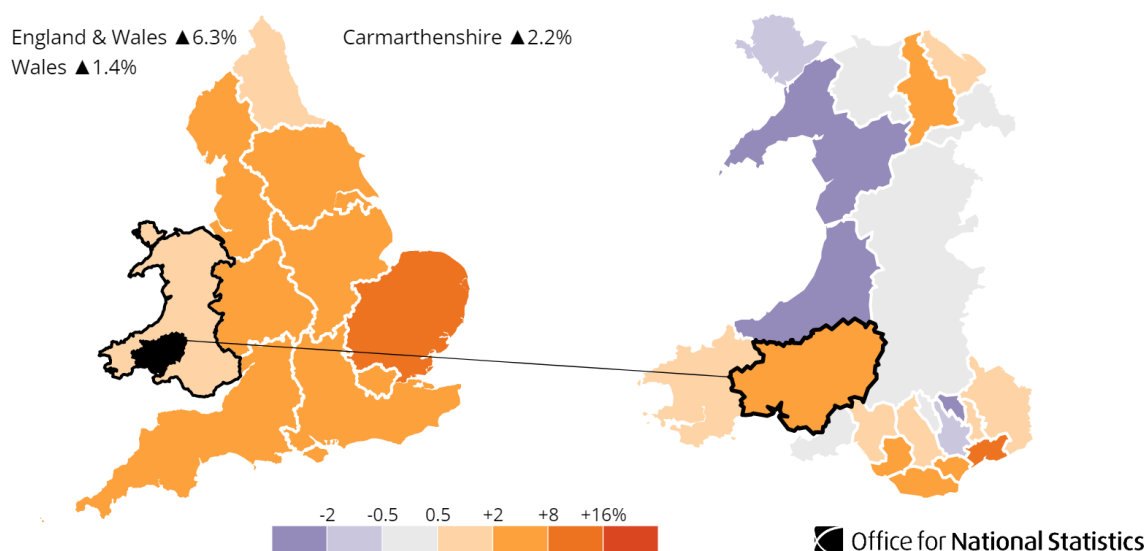 England & Wales ▲6.3%
Wales ▲1.4%
Carmarthenshire ▲2.2%
-2 -0.5 0.5 +2 +8 +16%
Office for National Statistics